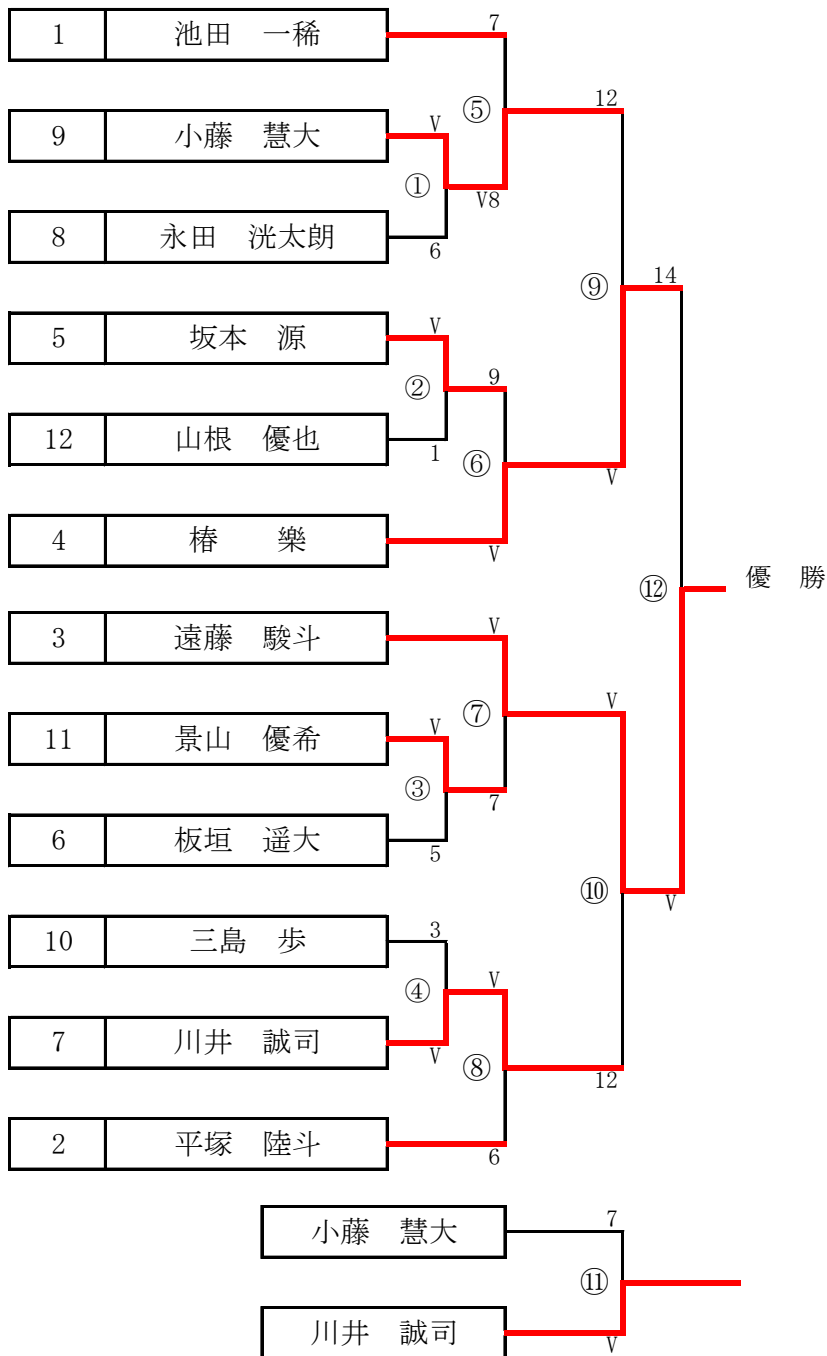 7
1 池田 一稀
⑤ 12
9 小藤 慧大 V
① V8
8 永田 洸太朗 6
⑨ 14
5 坂本 源 V
② 9
12 山根 優也 1
⑥ V
4 椿 樂 V
⑫ 優 勝
3 遠藤 駿斗 V
⑦ V
11 景山 優希 V
③ 7
6 板垣 遥大 5
⑩ V
10 三島 歩 3
④ V
7 川井 誠司 V
⑧ 12
2 平塚 陸斗 6
小藤 慧大 7
⑪
川井 誠司 V